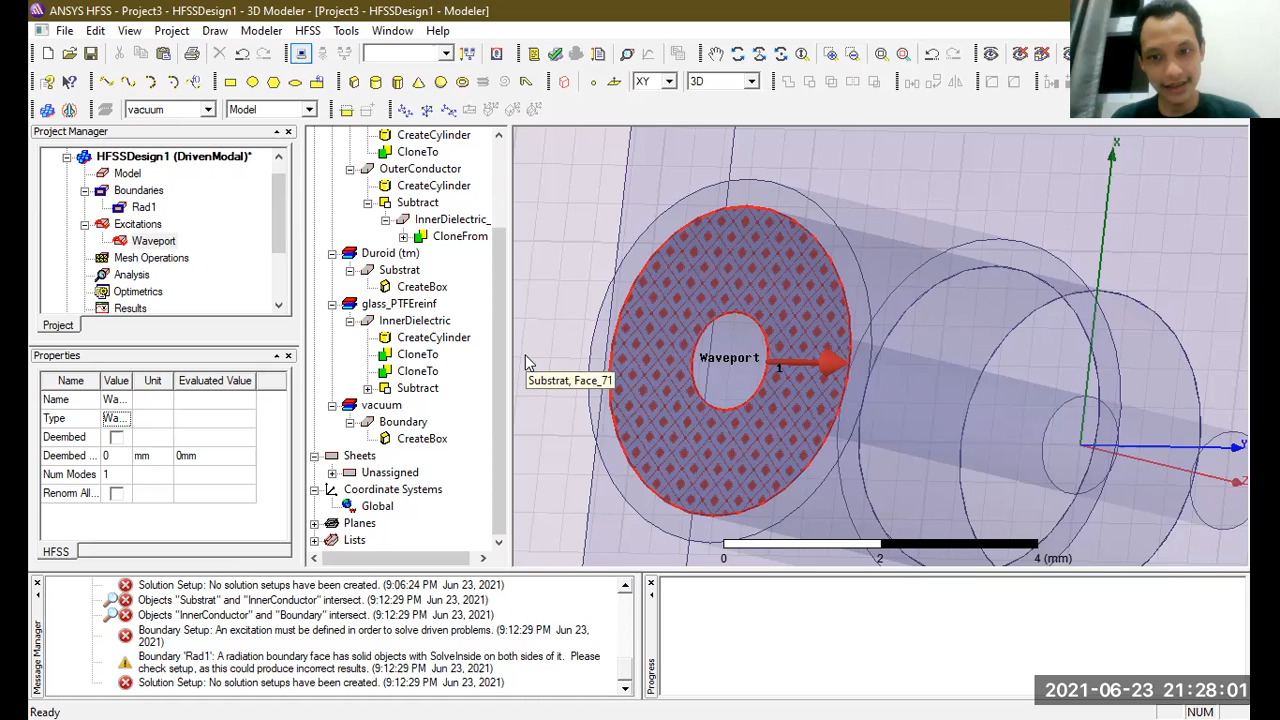 ANSYS HFSS - Project3 - HFSSDesign1 - 3D Modeler - [Project3 - HFSSDesign1 - Modeler]
File Edit View Project Draw Modeler HFSS Tools Window Help
XY 3D
vacuum Model
Project Manager
HFSSDesign1 (DrivenModal)*
Model
Boundaries
Rad1
Excitations
Waveport
Mesh Operations
Analysis
Optimetrics
Results
Project
Properties
Name Value Unit Evaluated Value
Name Wa...
Type Wa...
Deembed
Deembed ... 0 mm 0mm
Num Modes 1
Renorm All...
HFSS
CreateCylinder
CloneTo
OuterConductor
CreateCylinder
Subtract
InnerDielectric_
CloneFrom
Duroid (tm)
Substrat
CreateBox
glass_PTFEreinf
InnerDielectric
CreateCylinder
CloneTo
CloneTo
Subtract
vacuum
Boundary
CreateBox
Sheets
Unassigned
Coordinate Systems
Global
Planes
Lists
X
Waveport
1
Substrat, Face_71
Y
Z
0 2 4 (mm)
Message Manager
Solution Setup: No solution setups have been created. (9:06:24 PM Jun 23, 2021)
Objects "Substrat" and "InnerConductor" intersect. (9:12:29 PM Jun 23, 2021)
Objects "InnerConductor" and "Boundary" intersect. (9:12:29 PM Jun 23, 2021)
Boundary Setup: An excitation must be defined in order to solve driven problems. (9:12:29 PM Jun 23,
2021)
Boundary 'Rad1': A radiation boundary face has solid objects with SolveInside on both sides of it. Please
check setup, as this could produce incorrect results. (9:12:29 PM Jun 23, 2021)
Solution Setup: No solution setups have been created. (9:12:29 PM Jun 23, 2021)
Progress
2021-06-23 21:28:01
Ready
NUM